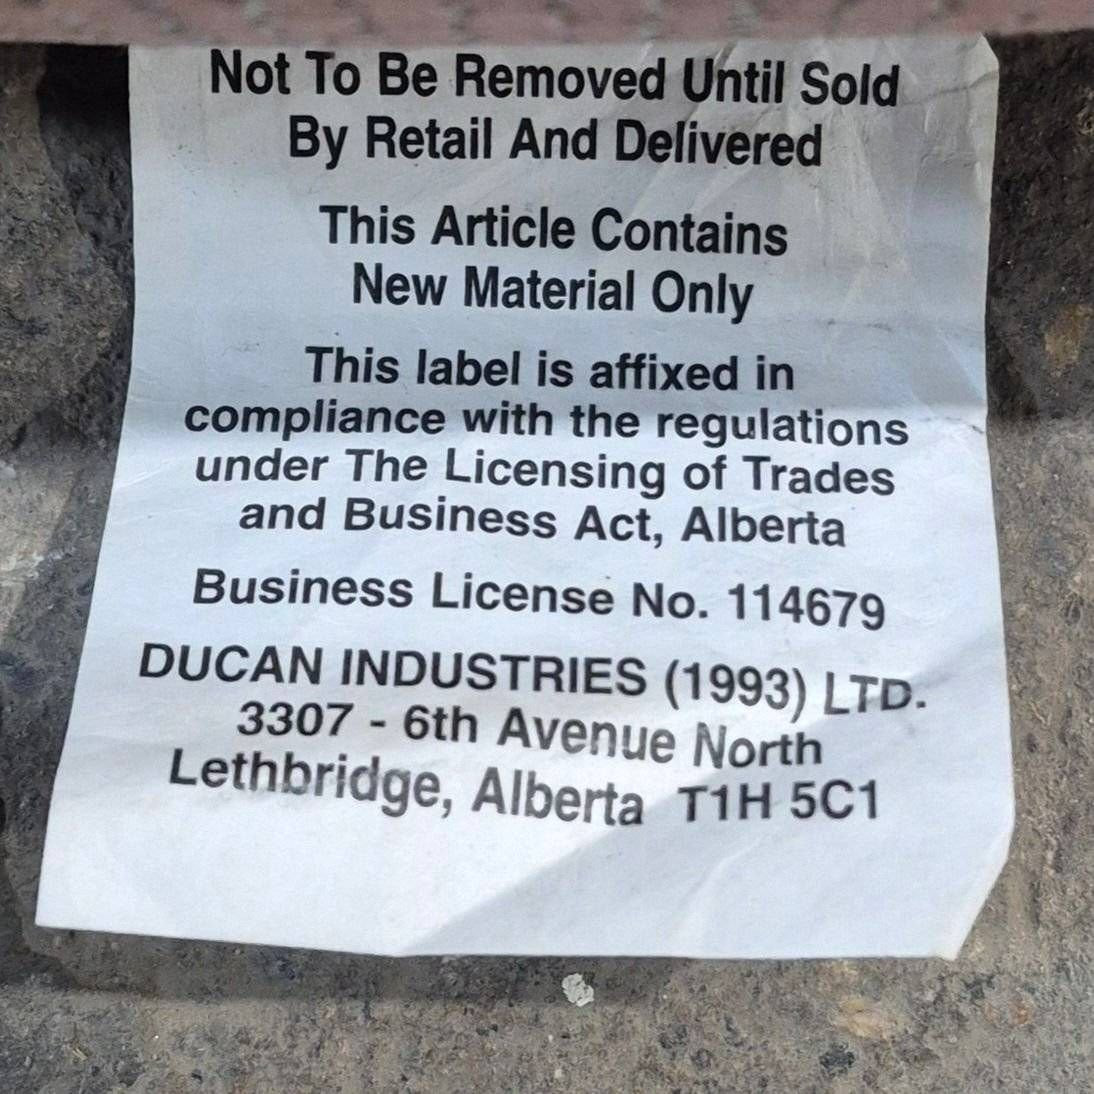 Not To Be Removed Until Sold
By Retail And Delivered
This Article Contains
New Material Only
This label is affixed in
compliance with the regulations
under The Licensing of Trades
and Business Act, Alberta
Business License No. 114679
DUCAN INDUSTRIES (1993) LTD.
3307 - 6th Avenue North
Lethbridge, Alberta T1H 5C1